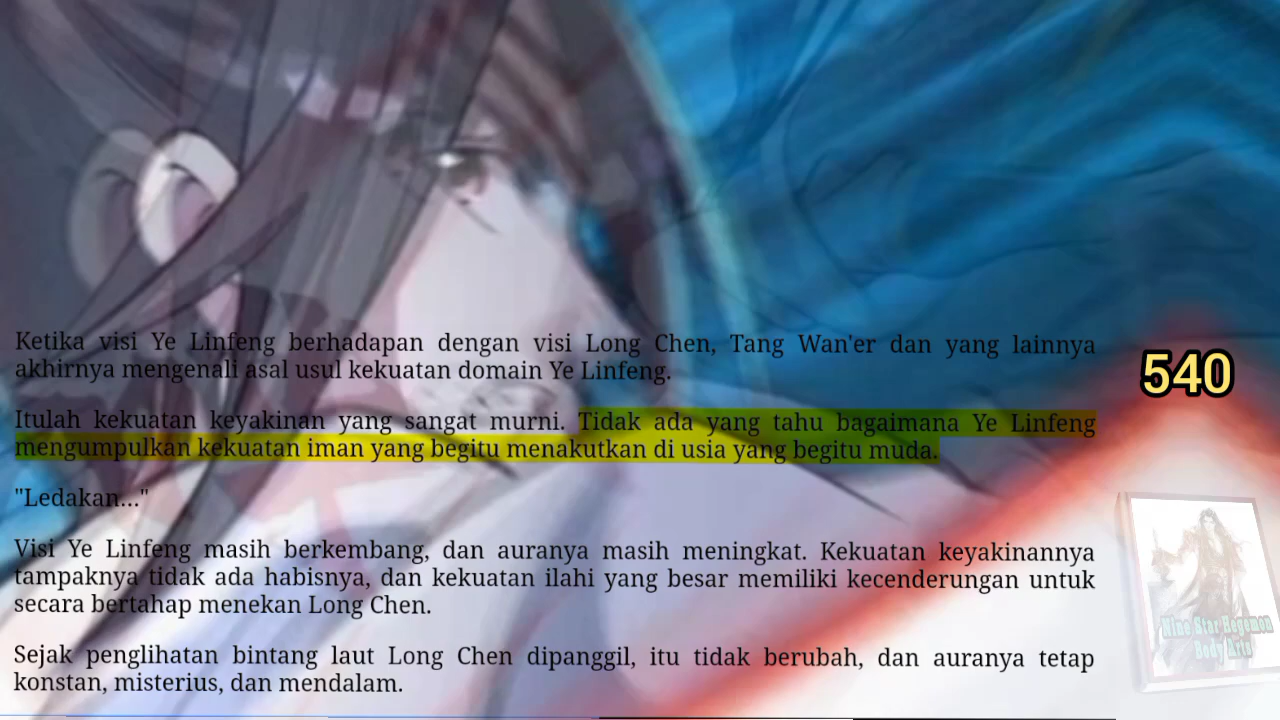 Ketika visi Ye Linfeng berhadapan dengan visi Long Chen, Tang Wan'er dan yang lainnya
akhirnya mengenali asal usul kekuatan domain Ye Linfeng.
Itulah kekuatan keyakinan yang sangat murni. Tidak ada yang tahu bagaimana Ye Linfeng
mengumpulkan kekuatan iman yang begitu menakutkan di usia yang begitu muda.
"Ledakan..."
Visi Ye Linfeng masih berkembang, dan auranya masih meningkat. Kekuatan keyakinannya
tampaknya tidak ada habisnya, dan kekuatan ilahi yang besar memiliki kecenderungan untuk
secara bertahap menekan Long Chen.
Sejak penglihatan bintang laut Long Chen dipanggil, itu tidak berubah, dan auranya tetap
konstan, misterius, dan mendalam.
540
Nine Star Hegemon
Body Arts